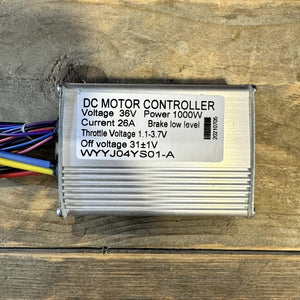 DC MOTOR CONTROLLER
Voltage 36V Power 1000W
Current 26A Brake low level
Throttle Voltage 1.1-3.7V
Off voltage 31±1V
WYYJ04YS01-A
20210705